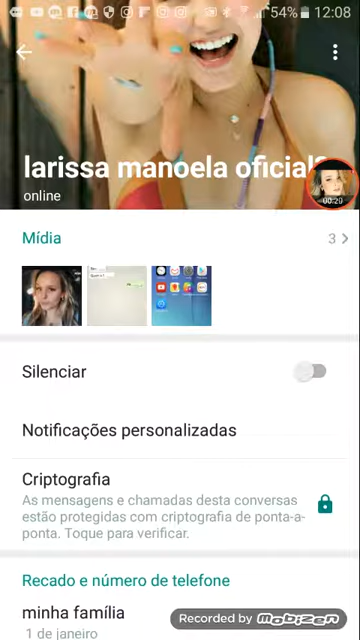 54% 12:08
larissa manoela oficial
online
00:20
Mídia
3
Silenciar
Notificações personalizadas
Criptografia
As mensagens e chamadas desta conversas
estão protegidas com criptografia de ponta-a-
ponta. Toque para verificar.
Recado e número de telefone
minha família
1 de janeiro
Recorded by Mobizen